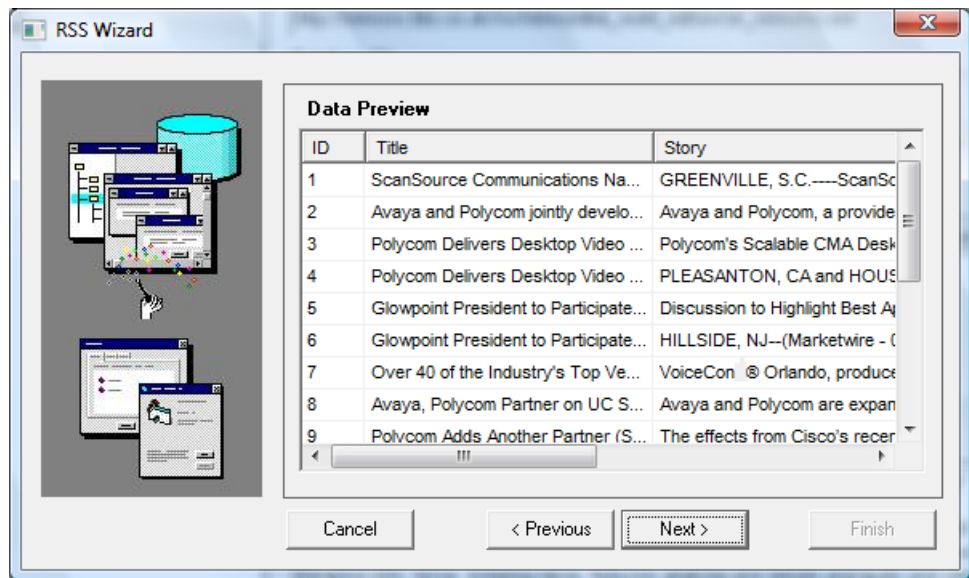 RSS Wizard
Data Preview
ID Title Story
1 ScanSource Communications Na... GREENVILLE, S.C.----ScanSc
2 Avaya and Polycom jointly develo... Avaya and Polycom, a provide
3 Polycom Delivers Desktop Video ... Polycom's Scalable CMA Desk
4 Polycom Delivers Desktop Video ... PLEASANTON, CA and HOUS
5 Glowpoint President to Participate... Discussion to Highlight Best Ap
6 Glowpoint President to Participate... HILLSIDE, NJ--(Marketwire - 0
7 Over 40 of the Industry's Top Ve... VoiceCon ® Orlando, produce
8 Avaya, Polycom Partner on UC S... Avaya and Polycom are expan
9 Polycom Adds Another Partner (S... The effects from Cisco's recer
Cancel < Previous Next > Finish